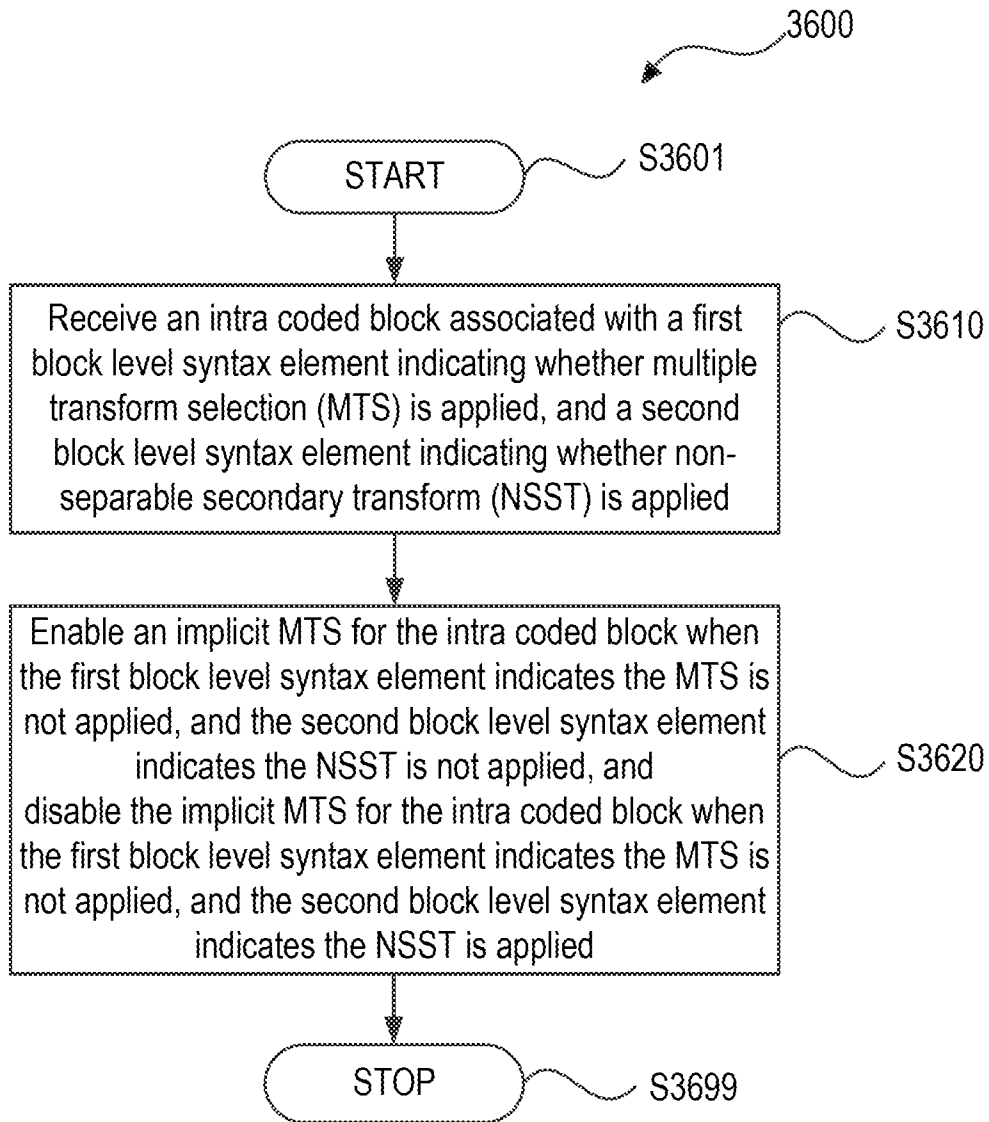 3600
START
S3601
Receive an intra coded block associated with a first
block level syntax element indicating whether multiple
transform selection (MTS) is applied, and a second
block level syntax element indicating whether non-
separable secondary transform (NSST) is applied
S3610
Enable an implicit MTS for the intra coded block when
the first block level syntax element indicates the MTS is
not applied, and the second block level syntax element
indicates the NSST is not applied, and
disable the implicit MTS for the intra coded block when
the first block level syntax element indicates the MTS is
not applied, and the second block level syntax element
indicates the NSST is applied
S3620
STOP
S3699